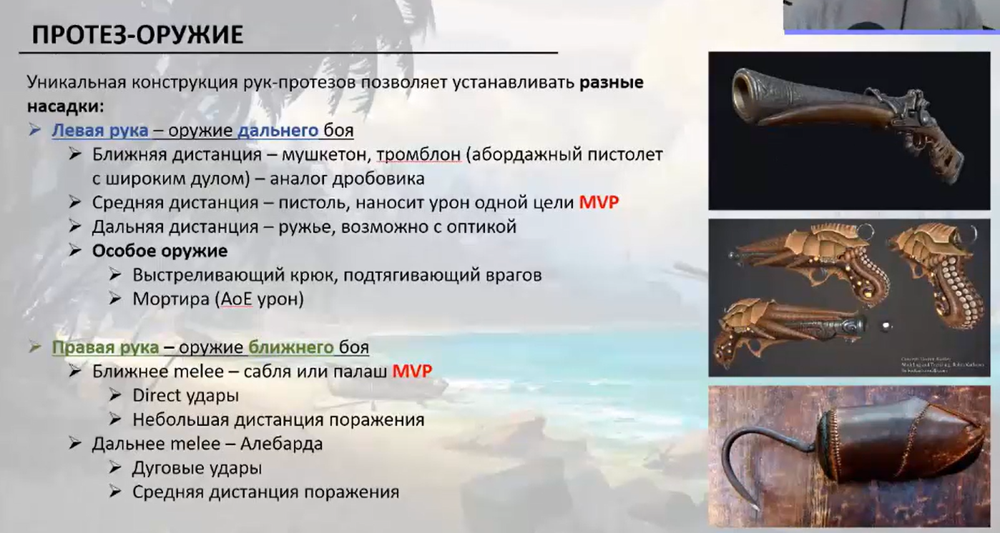 ПРОТЕЗ-ОРУЖИЕ
Уникальная конструкция рук-протезов позволяет устанавливать разные
насадки:
➢ Левая рука – оружие дальнего боя
➢ Ближняя дистанция – мушкетон, тромблон (абордажный пистолет
с широким дулом) – аналог дробовика
➢ Средняя дистанция – пистоль, наносит урон одной цели MVP
➢ Дальняя дистанция – ружье, возможно с оптикой
➢ Особое оружие
➢ Выстреливающий крюк, подтягивающий врагов
➢ Мортира (AoE урон)
➢ Правая рука – оружие ближнего боя
➢ Ближнее melee – сабля или палаш MVP
➢ Direct удары
➢ Небольшая дистанция поражения
➢ Дальнее melee – Алебарда
➢ Дуговые удары
➢ Средняя дистанция поражения